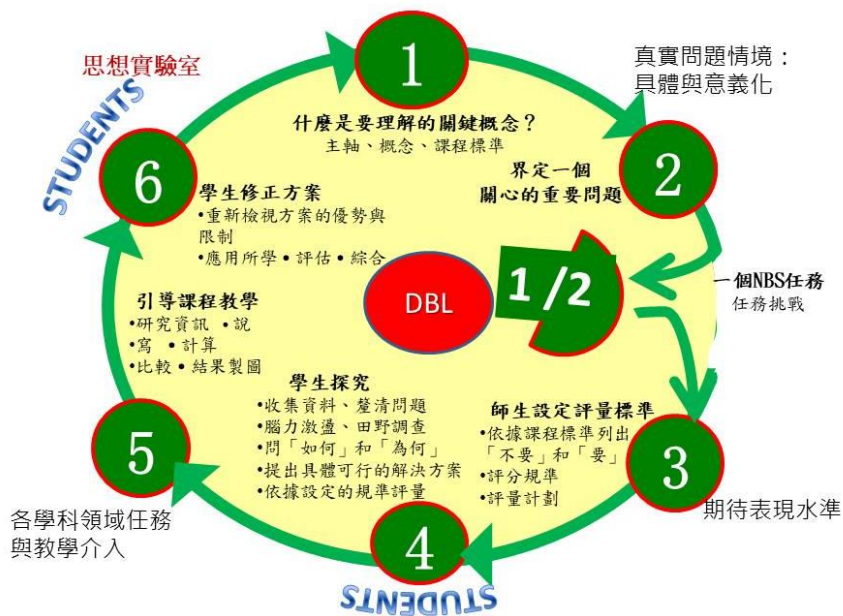 1
什麼是要理解的關鍵概念？
主軸、概念、課程標準
真實問題情境：
具體與意義化
2
界定一個
關心的重要問題
1/2
一個NBS任務
任務挑戰
DBL
3
師生設定評量標準
•依據課程標準列出
「不要」和「要」
•評分規準
•評量計劃
期待表現水準
4
學生探究
•收集資料、釐清問題
•腦力激盪、田野調查
•問「如何」和「為何」
•提出具體可行的解決方案
•依據設定的規準評量
STUDENTS
5
引導課程教學
•研究資訊 •說
•寫 •計算
•比較•結果製圖
各學科領域任務
與教學介入
6
學生修正方案
•重新檢視方案的優勢與
限制
•應用所學•評估•綜合
思想實驗室
STUDENTS